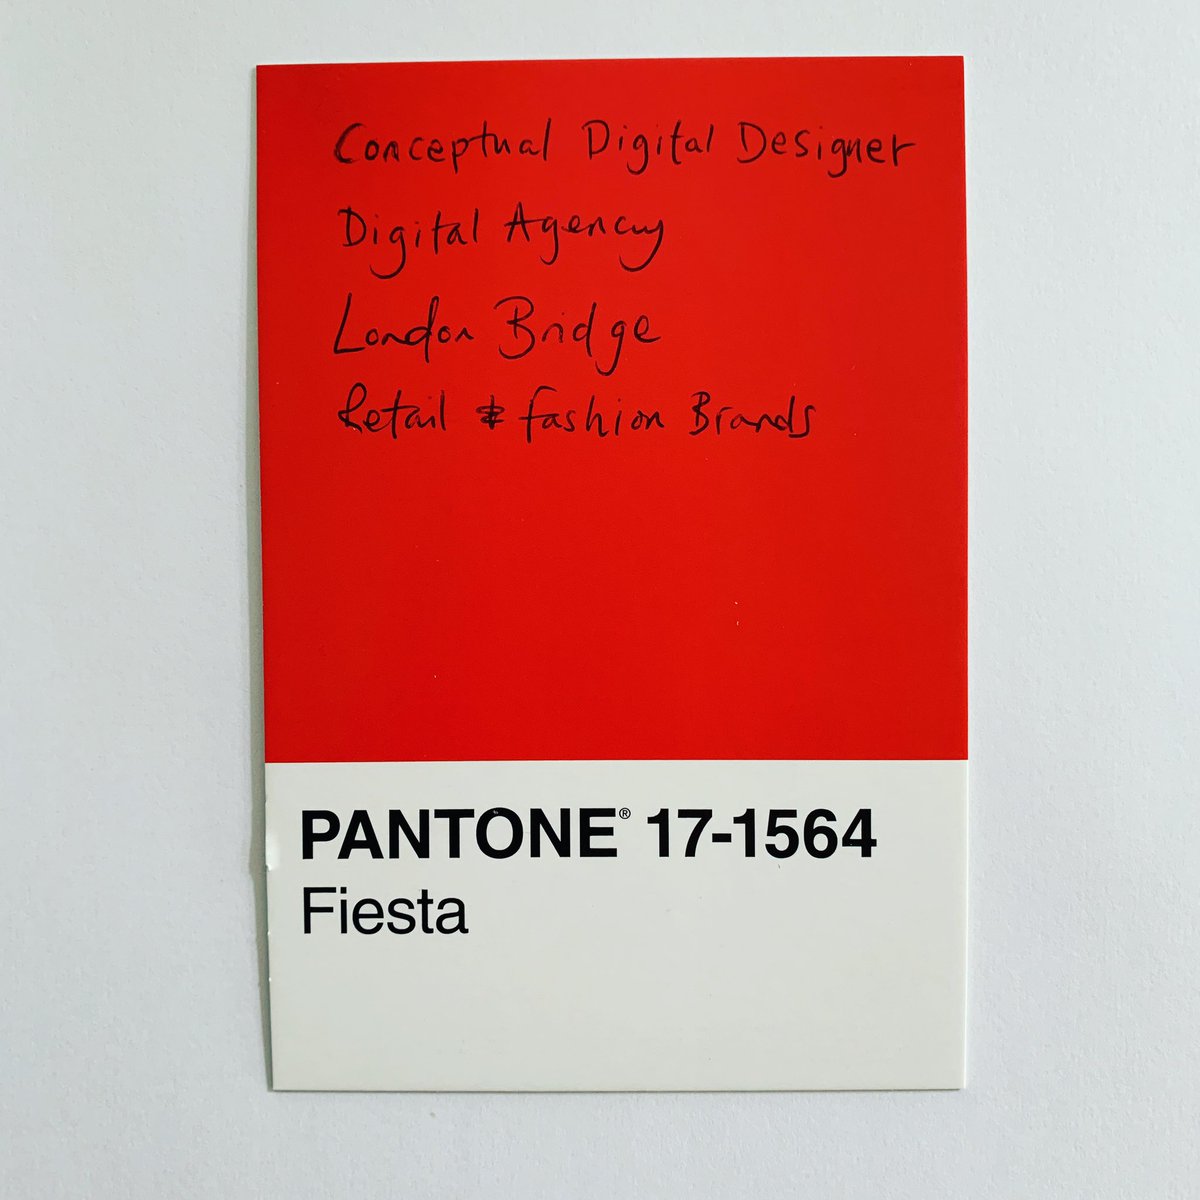 Conceptual Digital Designer
Digital Agency
London Bridge
Retail & fashion Brands
PANTONE® 17-1564
Fiesta